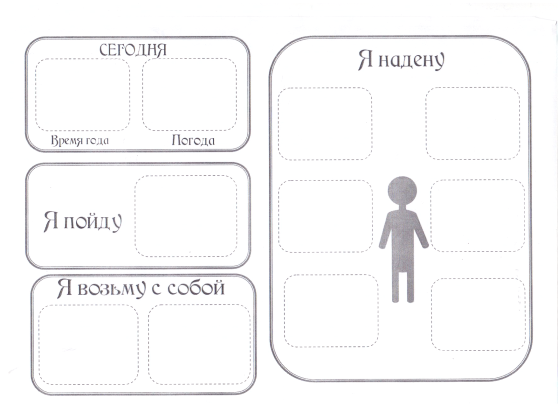 СЕГОДНЯ
Время года
Погода
Я пойду
Я возьму с собой
Я надену